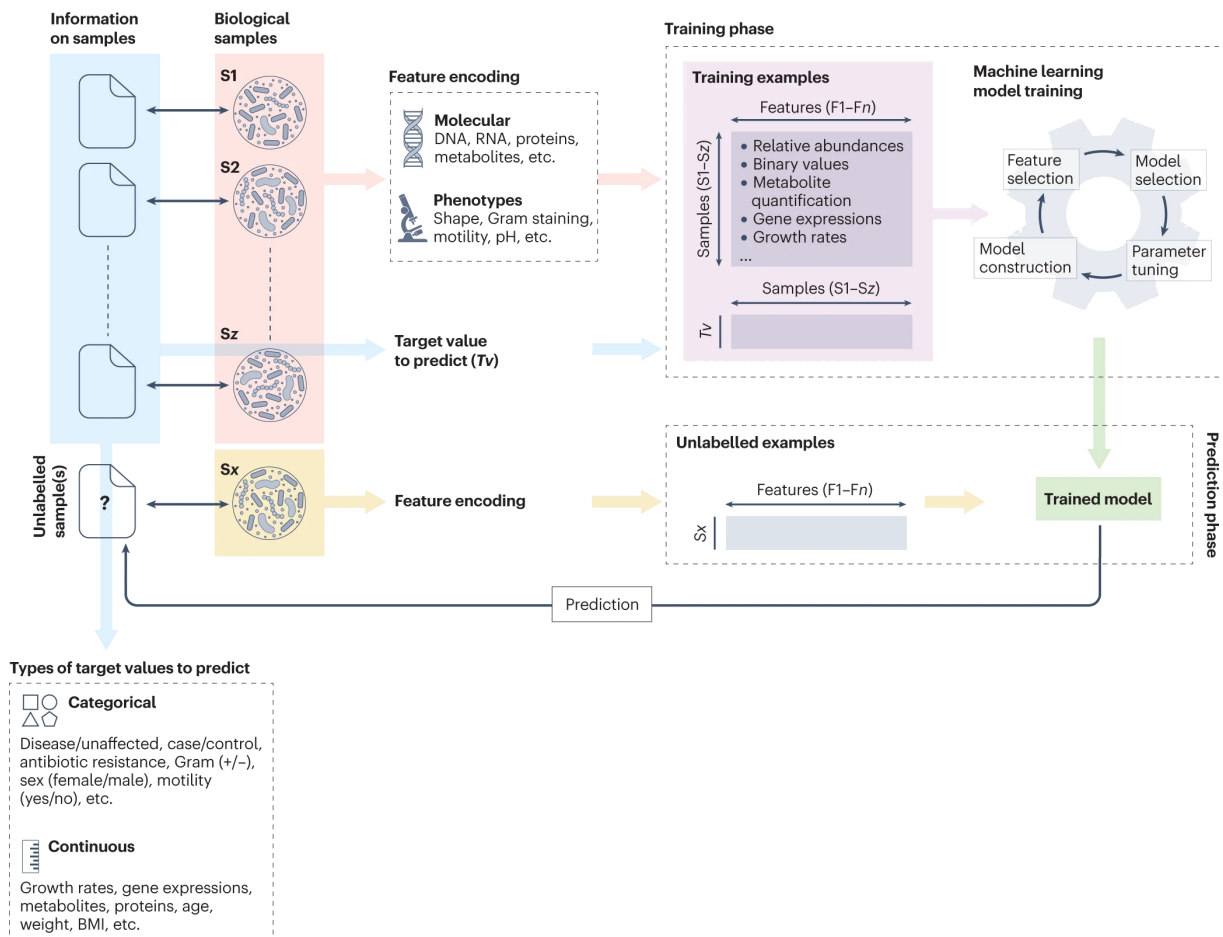 Information
on samples
Biological
samples
S1
S2
Sz
Feature encoding
Molecular
DNA, RNA, proteins,
metabolites, etc.
Phenotypes
Shape, Gram staining,
motility, pH, etc.
Target value
to predict (Tv)
Training phase
Training examples
Features (F1–Fn)
Samples (S1–Sz)
• Relative abundances
• Binary values
• Metabolite
quantification
• Gene expressions
• Growth rates
...
Samples (S1–Sz)
Tv
Machine learning
model training
Feature
selection
Model
selection
Model
construction
Parameter
tuning
Unlabelled
sample(s)
?
Sx
Feature encoding
Unlabelled examples
Features (F1–Fn)
Sx
Trained model
Prediction phase
Prediction
Types of target values to predict
Categorical
Disease/unaffected, case/control,
antibiotic resistance, Gram (+/–),
sex (female/male), motility
(yes/no), etc.
Continuous
Growth rates, gene expressions,
metabolites, proteins, age,
weight, BMI, etc.